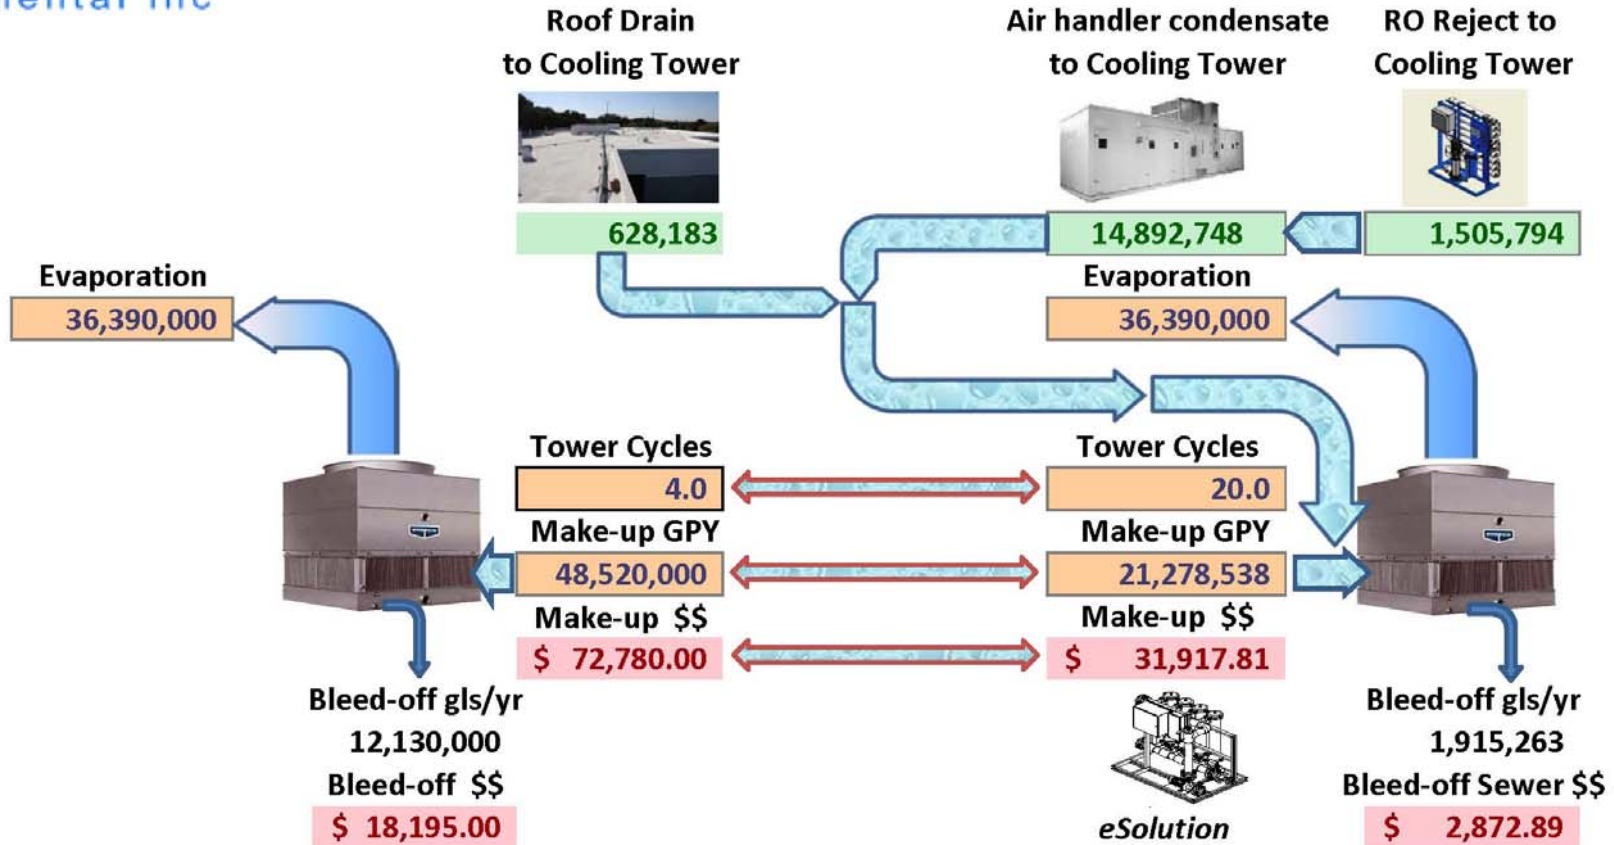 Inc
Roof Drain
to Cooling Tower
Air handler condensate
to Cooling Tower
RO Reject to
Cooling Tower
628,183
14,892,748
1,505,794
Evaporation
36,390,000
Evaporation
36,390,000
Tower Cycles
4.0
Tower Cycles
20.0
Make-up GPY
48,520,000
Make-up GPY
21,278,538
Make-up $$
$ 72,780.00
Make-up $$
$ 31,917.81
Bleed-off gls/yr
12,130,000
Bleed-off $$
$ 18,195.00
eSolution
Bleed-off gls/yr
1,915,263
Bleed-off Sewer $$
$ 2,872.89